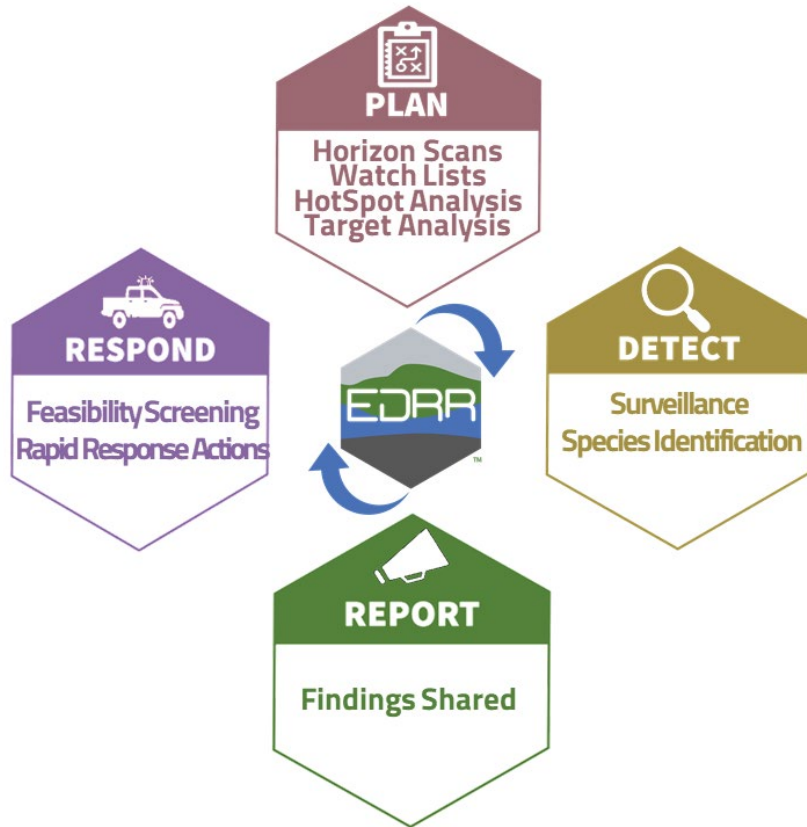 PLAN
Horizon Scans
Watch Lists
HotSpot Analysis
Target Analysis
RESPOND
Feasibility Screening
Rapid Response Actions
EDRR
TM
DETECT
Surveillance
Species Identification
REPORT
Findings Shared